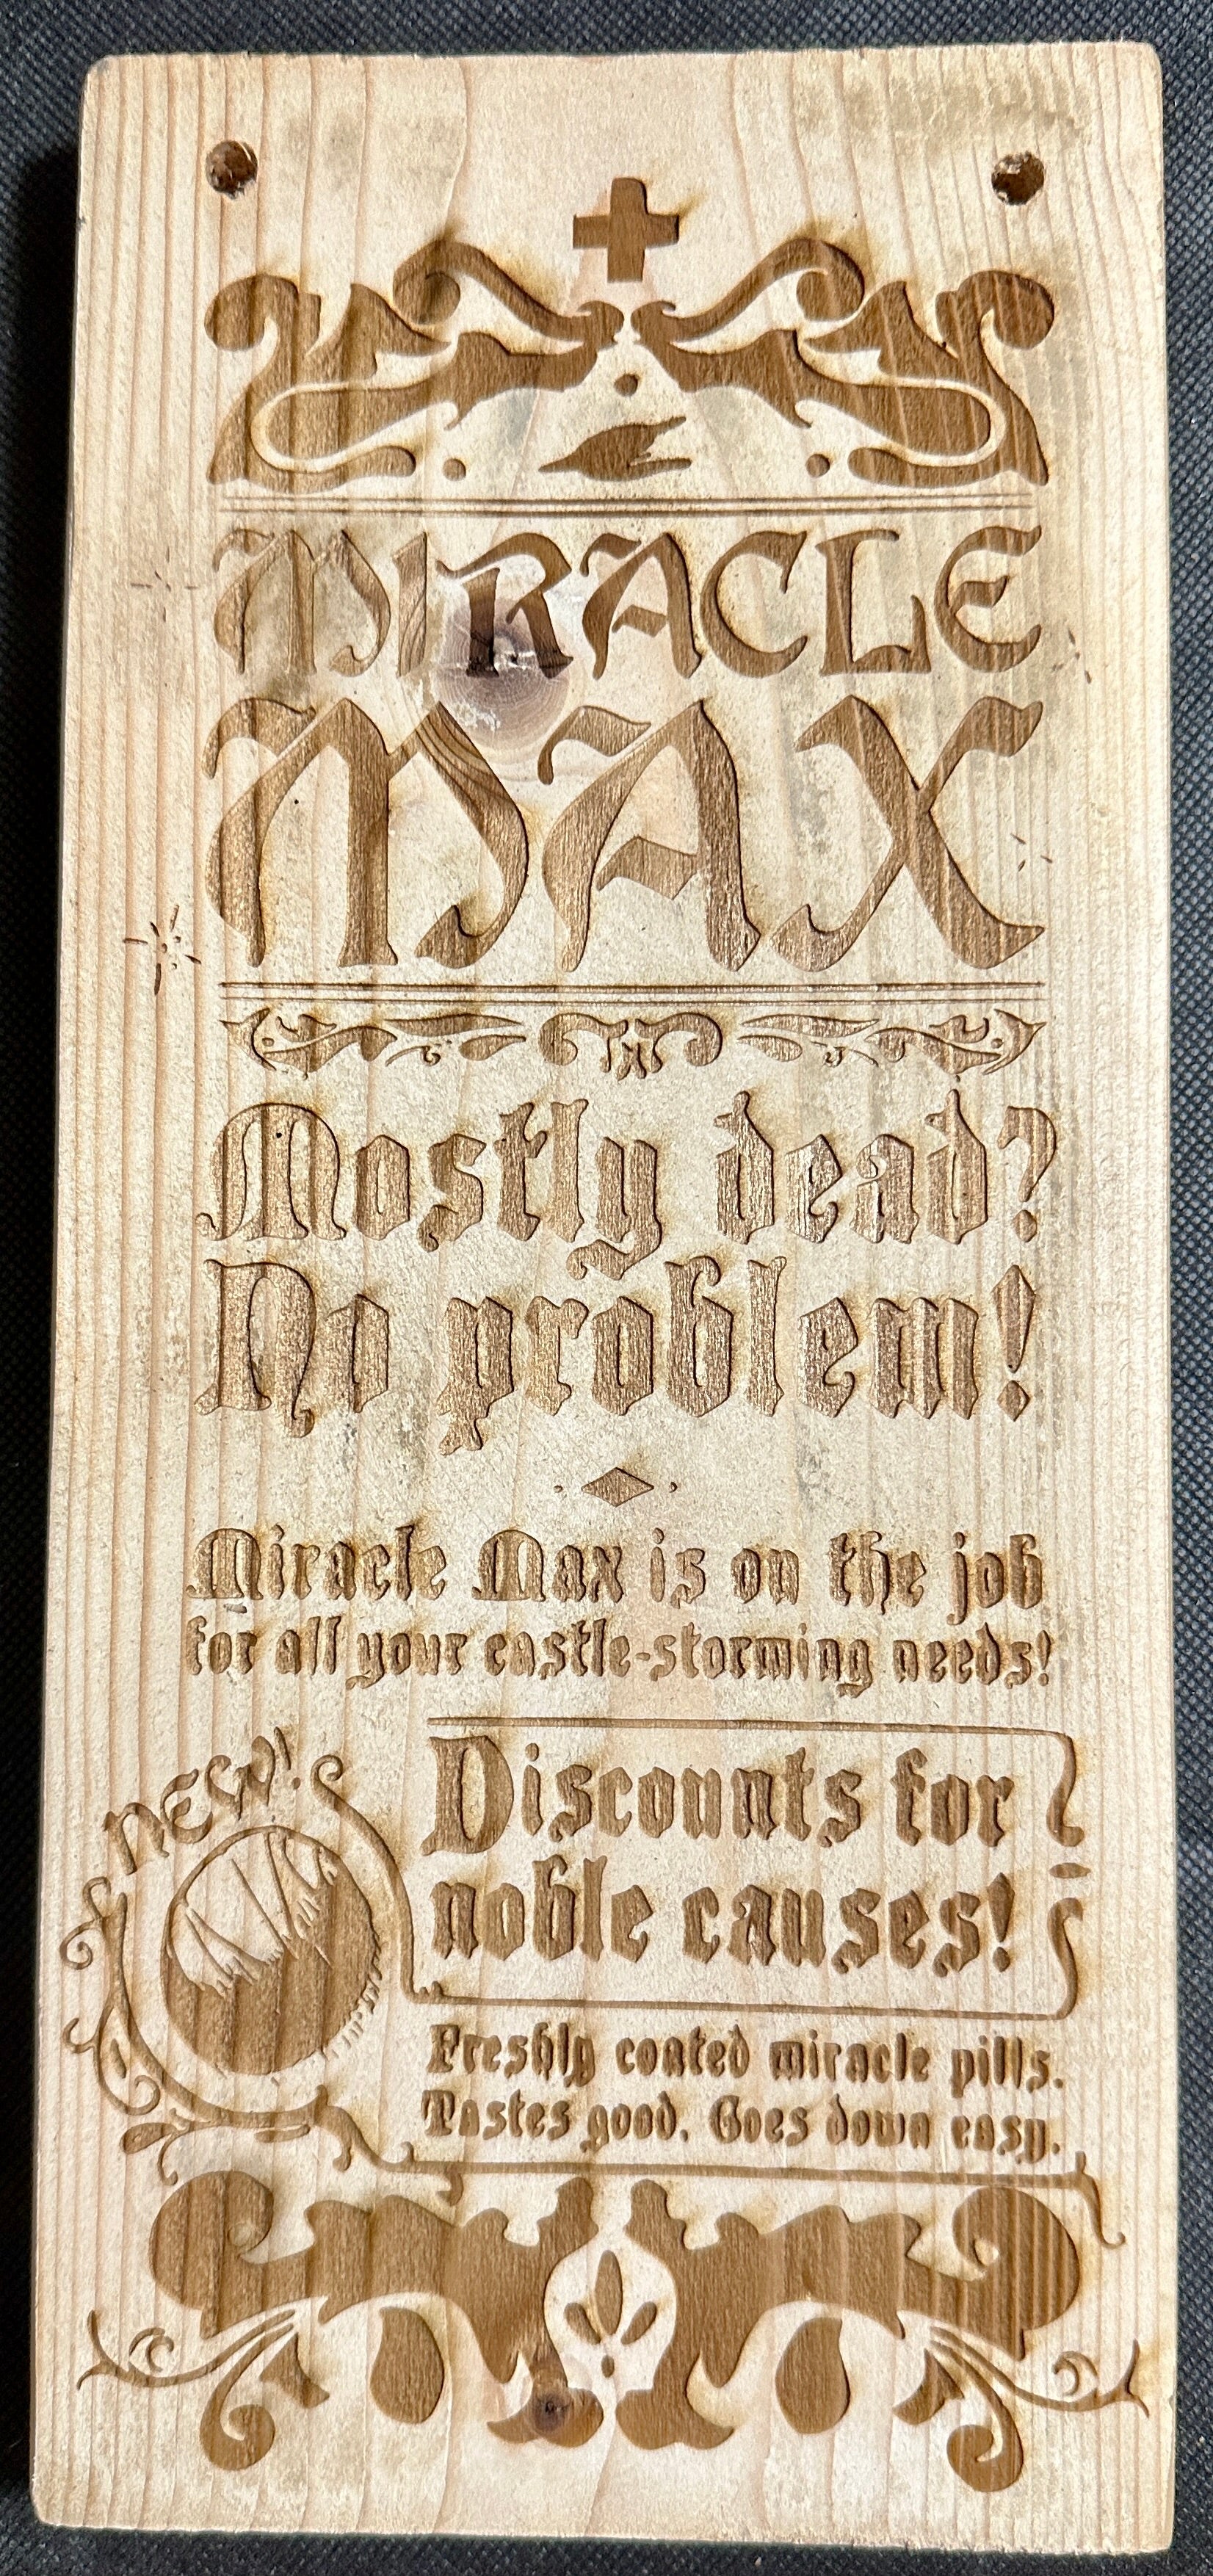 MIRACLE
MAX
Mostly dead?
No problem!
Miracle Max is on the job
for all your castle-storming needs!
NEW!
Discounts for
noble causes!
Freshly coated miracle pills.
Tastes good. Goes down easy.